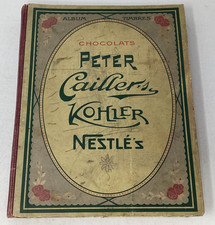 ALBUM TIMBRES
CHOCOLATS
PETER
Cailler's
KOHLER
NESTLÉ'S